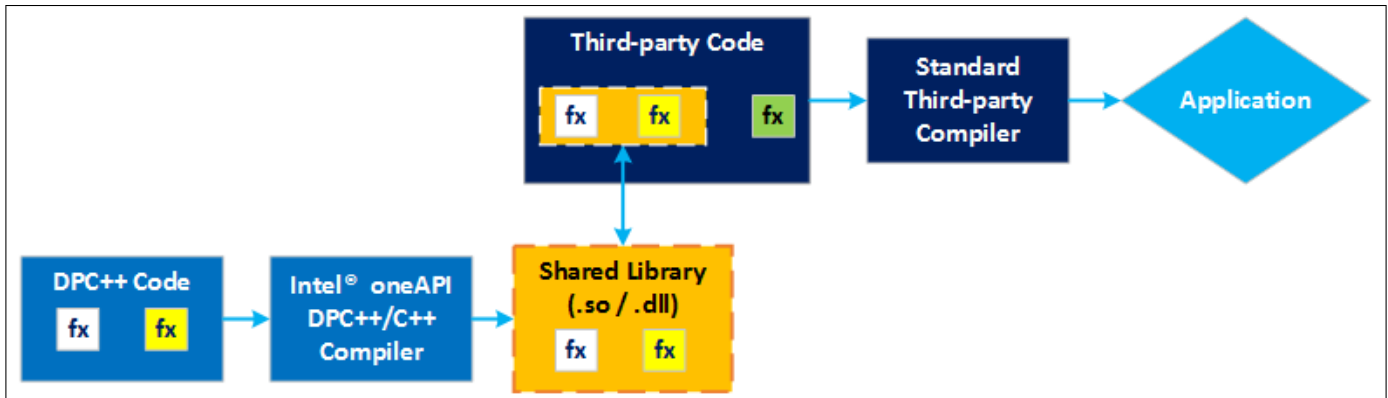 Third-party Code
fx
fx
fx
Standard
Third-party
Compiler
Application
DPC++ Code
fx
fx
Intel® oneAPI
DPC++/C++
Compiler
Shared Library
(.so / .dll)
fx
fx